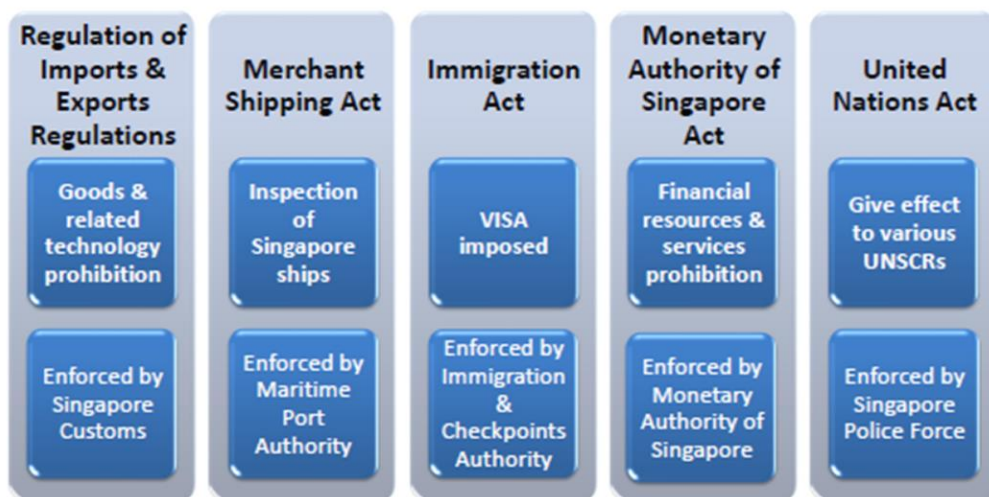 Regulation of
Imports &
Exports
Regulations
Goods &
related
technology
prohibition
Enforced by
Singapore
Customs
Merchant
Shipping Act
Inspection
of
Singapore
ships
Enforced by
Maritime
Port
Authority
Immigration
Act
VISA
imposed
Enforced by
Immigration
&
Checkpoints
Authority
Monetary
Authority of
Singapore
Act
Financial
resources &
services
prohibition
Enforced by
Monetary
Authority of
Singapore
United
Nations Act
Give effect
to various
UNSCRs
Enforced by
Singapore
Police Force